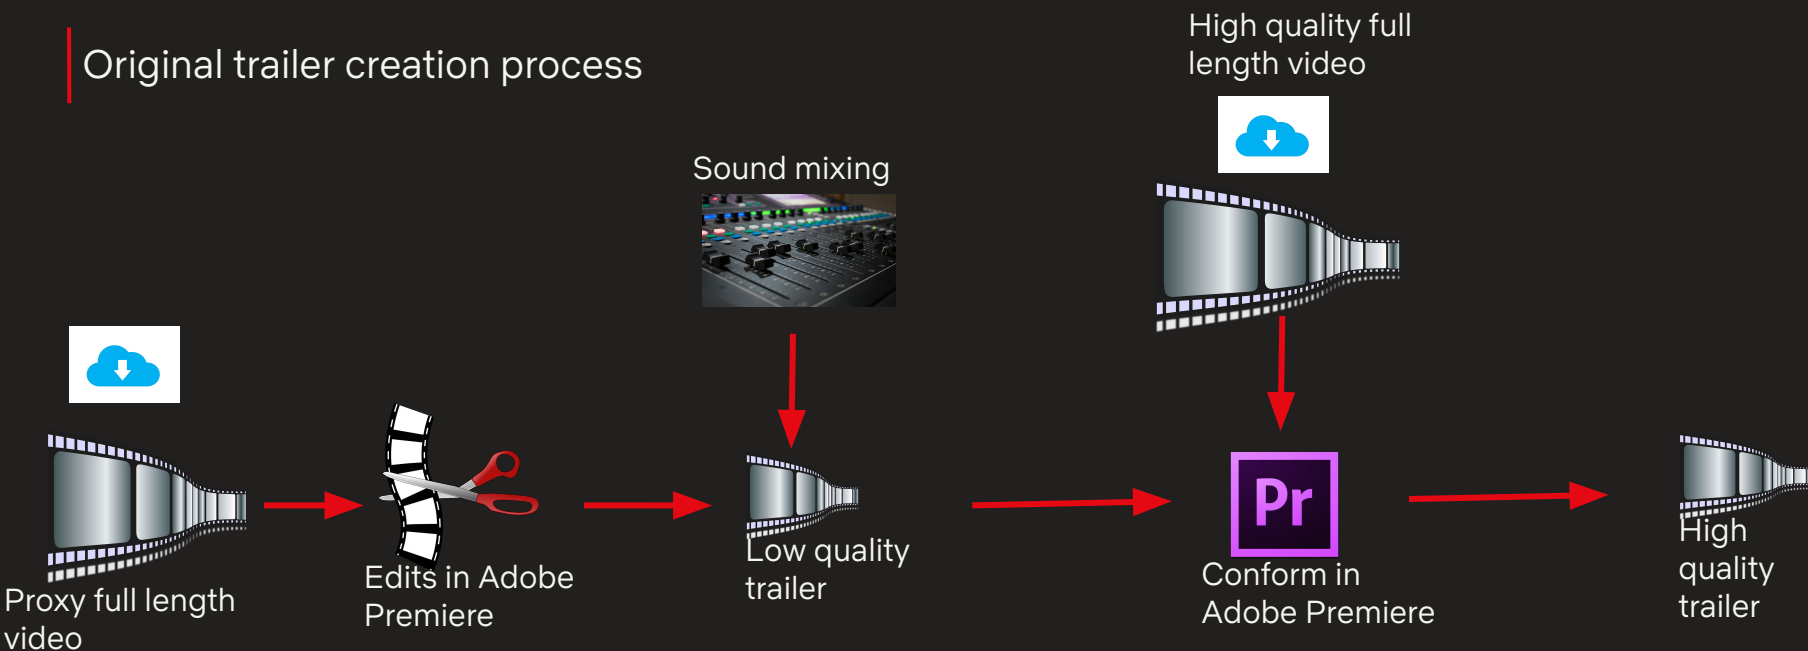 Original trailer creation process
High quality full
length video
Sound mixing
Proxy full length
video
Edits in Adobe
Premiere
Low quality
trailer
Pr
Conform in
Adobe Premiere
High
quality
trailer